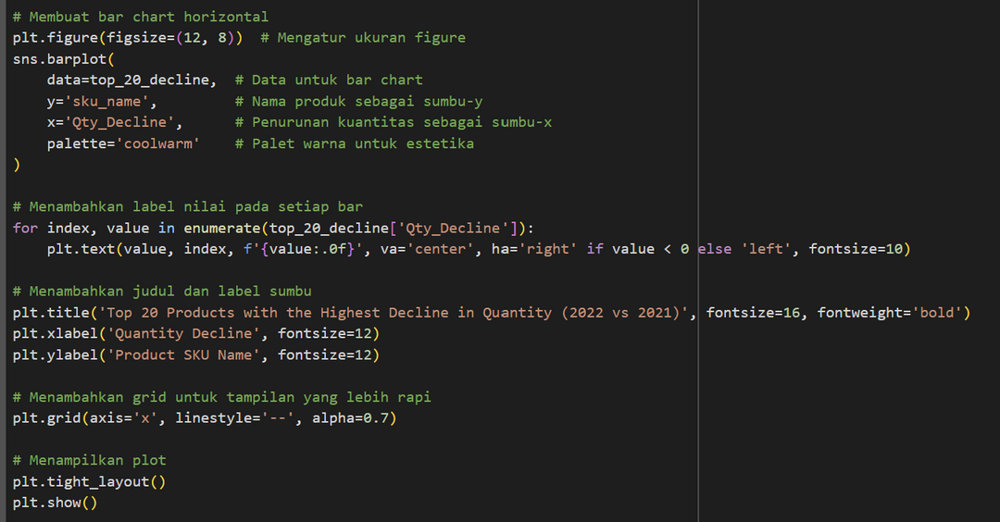 # Membuat bar chart horizontal
plt.figure(figsize=(12, 8))  # Mengatur ukuran figure
sns.barplot(
    data=top_20_decline,  # Data untuk bar chart
    y='sku_name',         # Nama produk sebagai sumbu-y
    x='Qty_Decline',      # Penurunan kuantitas sebagai sumbu-x
    palette='coolwarm'    # Palet warna untuk estetika
)
# Menambahkan label nilai pada setiap bar
for index, value in enumerate(top_20_decline['Qty_Decline']):
    plt.text(value, index, f'{value:.0f}', va='center', ha='right' if value < 0 else 'left', fontsize=10)
# Menambahkan judul dan label sumbu
plt.title('Top 20 Products with the Highest Decline in Quantity (2022 vs 2021)', fontsize=16, fontweight='bold')
plt.xlabel('Quantity Decline', fontsize=12)
plt.ylabel('Product SKU Name', fontsize=12)
# Menambahkan grid untuk tampilan yang lebih rapi
plt.grid(axis='x', linestyle='--', alpha=0.7)
# Menampilkan plot
plt.tight_layout()
plt.show()